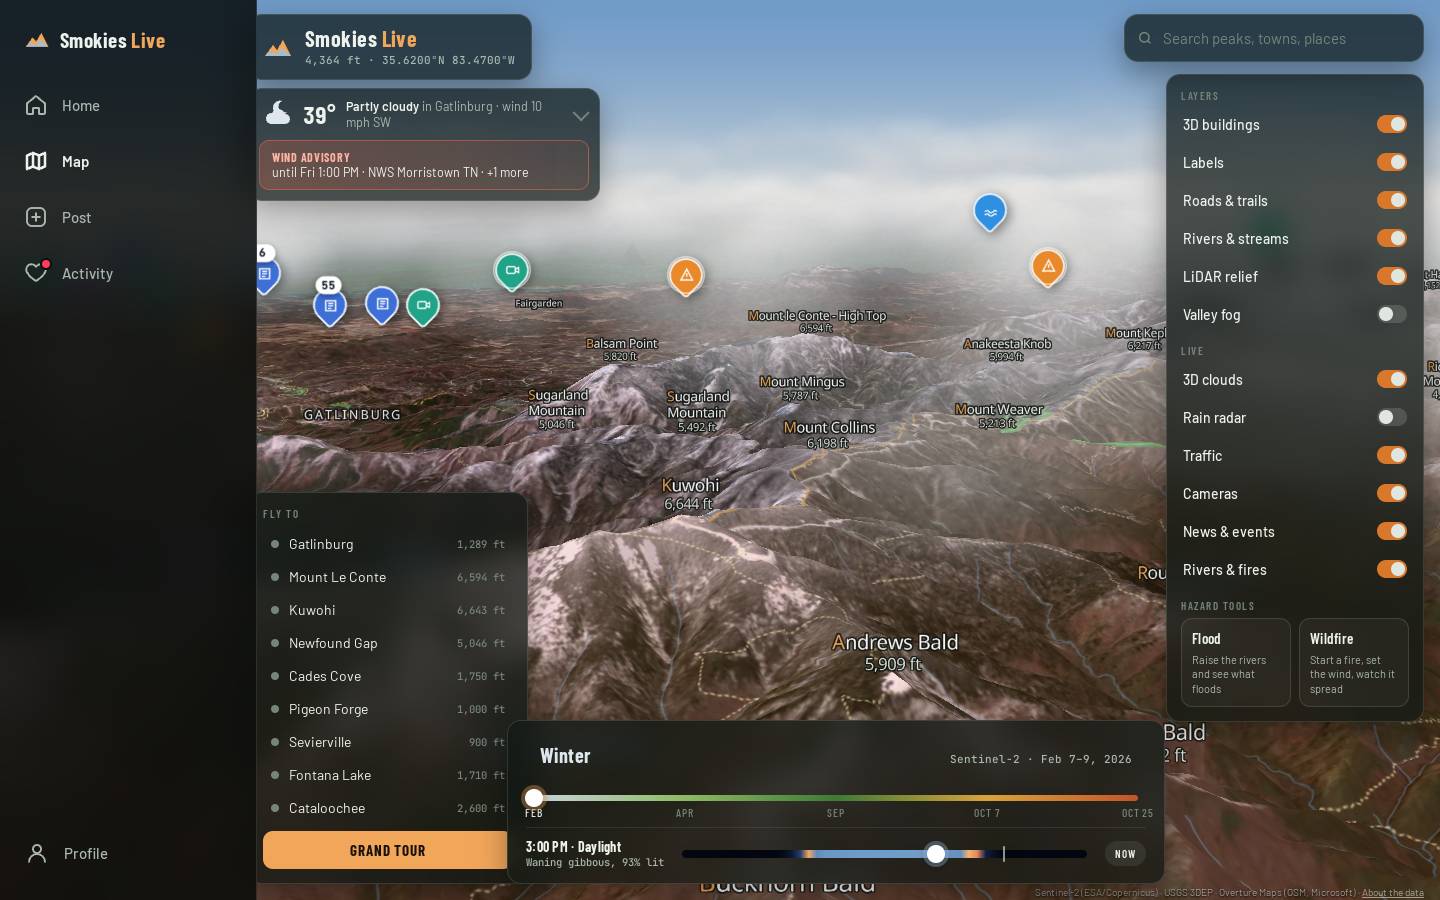 Smokies Live
Home
Map
Post
Activity
Profile
Smokies Live
4,364 ft · 35.6200°N 83.4700°W
39° Partly cloudy in Gatlinburg · wind 10
mph SW
WIND ADVISORY
until Fri 1:00 PM · NWS Morristown TN · +1 more
Search peaks, towns, places
6
55
Fairgarden
Mount le Conte - High Top
6,594 ft
Balsam Point
5,820 ft
Anakeesta Knob
5,994 ft
Mount Kep
6,217 ft
Mount Mingus
5,787 ft
Sugarland
Mountain
5,046 ft
Sugarland
Mountain
5,492 ft
Mount Weaver
5,213 ft
GATLINBURG
Mount Collins
6,198 ft
Kuwohi
6,644 ft
Rou
Andrews Bald
5,909 ft
Bald
2 ft
Buckhorn Bald
LAYERS
3D buildings
Labels
Roads & trails
Rivers & streams
LiDAR relief
Valley fog
LIVE
3D clouds
Rain radar
Traffic
Cameras
News & events
Rivers & fires
HAZARD TOOLS
Flood
Raise the rivers
and see what
floods
Wildfire
Start a fire, set
the wind, watch it
spread
FLY TO
Gatlinburg 1,289 ft
Mount Le Conte 6,594 ft
Kuwohi 6,643 ft
Newfound Gap 5,046 ft
Cades Cove 1,750 ft
Pigeon Forge 1,000 ft
Sevierville 900 ft
Fontana Lake 1,710 ft
Cataloochee 2,600 ft
GRAND TOUR
Winter
Sentinel-2 · Feb 7–9, 2026
FEB APR SEP OCT 7 OCT 25
3:00 PM · Daylight
Waning gibbous, 93% lit
NOW
Sentinel-2 (ESA/Copernicus) · USGS 3DEP · Overture Maps (OSM, Microsoft) · About the data